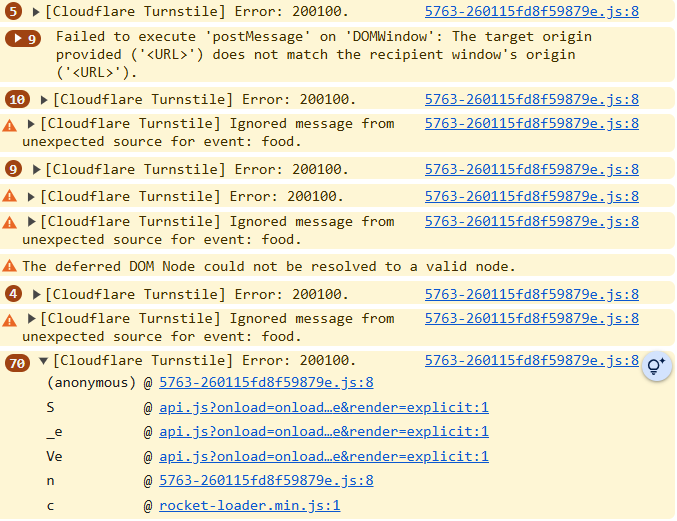 5 [Cloudflare Turnstile] Error: 200100. 5763-260115fd8f59879e.js:8
9 Failed to execute 'postMessage' on 'DOMWindow': The target origin
provided ('<URL>') does not match the recipient window's origin
('<URL>').
10 [Cloudflare Turnstile] Error: 200100. 5763-260115fd8f59879e.js:8
[Cloudflare Turnstile] Ignored message from 5763-260115fd8f59879e.js:8
unexpected source for event: food.
9 [Cloudflare Turnstile] Error: 200100. 5763-260115fd8f59879e.js:8
[Cloudflare Turnstile] Error: 200100. 5763-260115fd8f59879e.js:8
[Cloudflare Turnstile] Ignored message from 5763-260115fd8f59879e.js:8
unexpected source for event: food.
The deferred DOM Node could not be resolved to a valid node.
4 [Cloudflare Turnstile] Error: 200100. 5763-260115fd8f59879e.js:8
[Cloudflare Turnstile] Ignored message from 5763-260115fd8f59879e.js:8
unexpected source for event: food.
70 [Cloudflare Turnstile] Error: 200100. 5763-260115fd8f59879e.js:8
(anonymous) @ 5763-260115fd8f59879e.js:8
S @ api.js?onload=onload…e&render=explicit:1
_e @ api.js?onload=onload…e&render=explicit:1
Ve @ api.js?onload=onload…e&render=explicit:1
n @ 5763-260115fd8f59879e.js:8
c @ rocket-loader.min.js:1